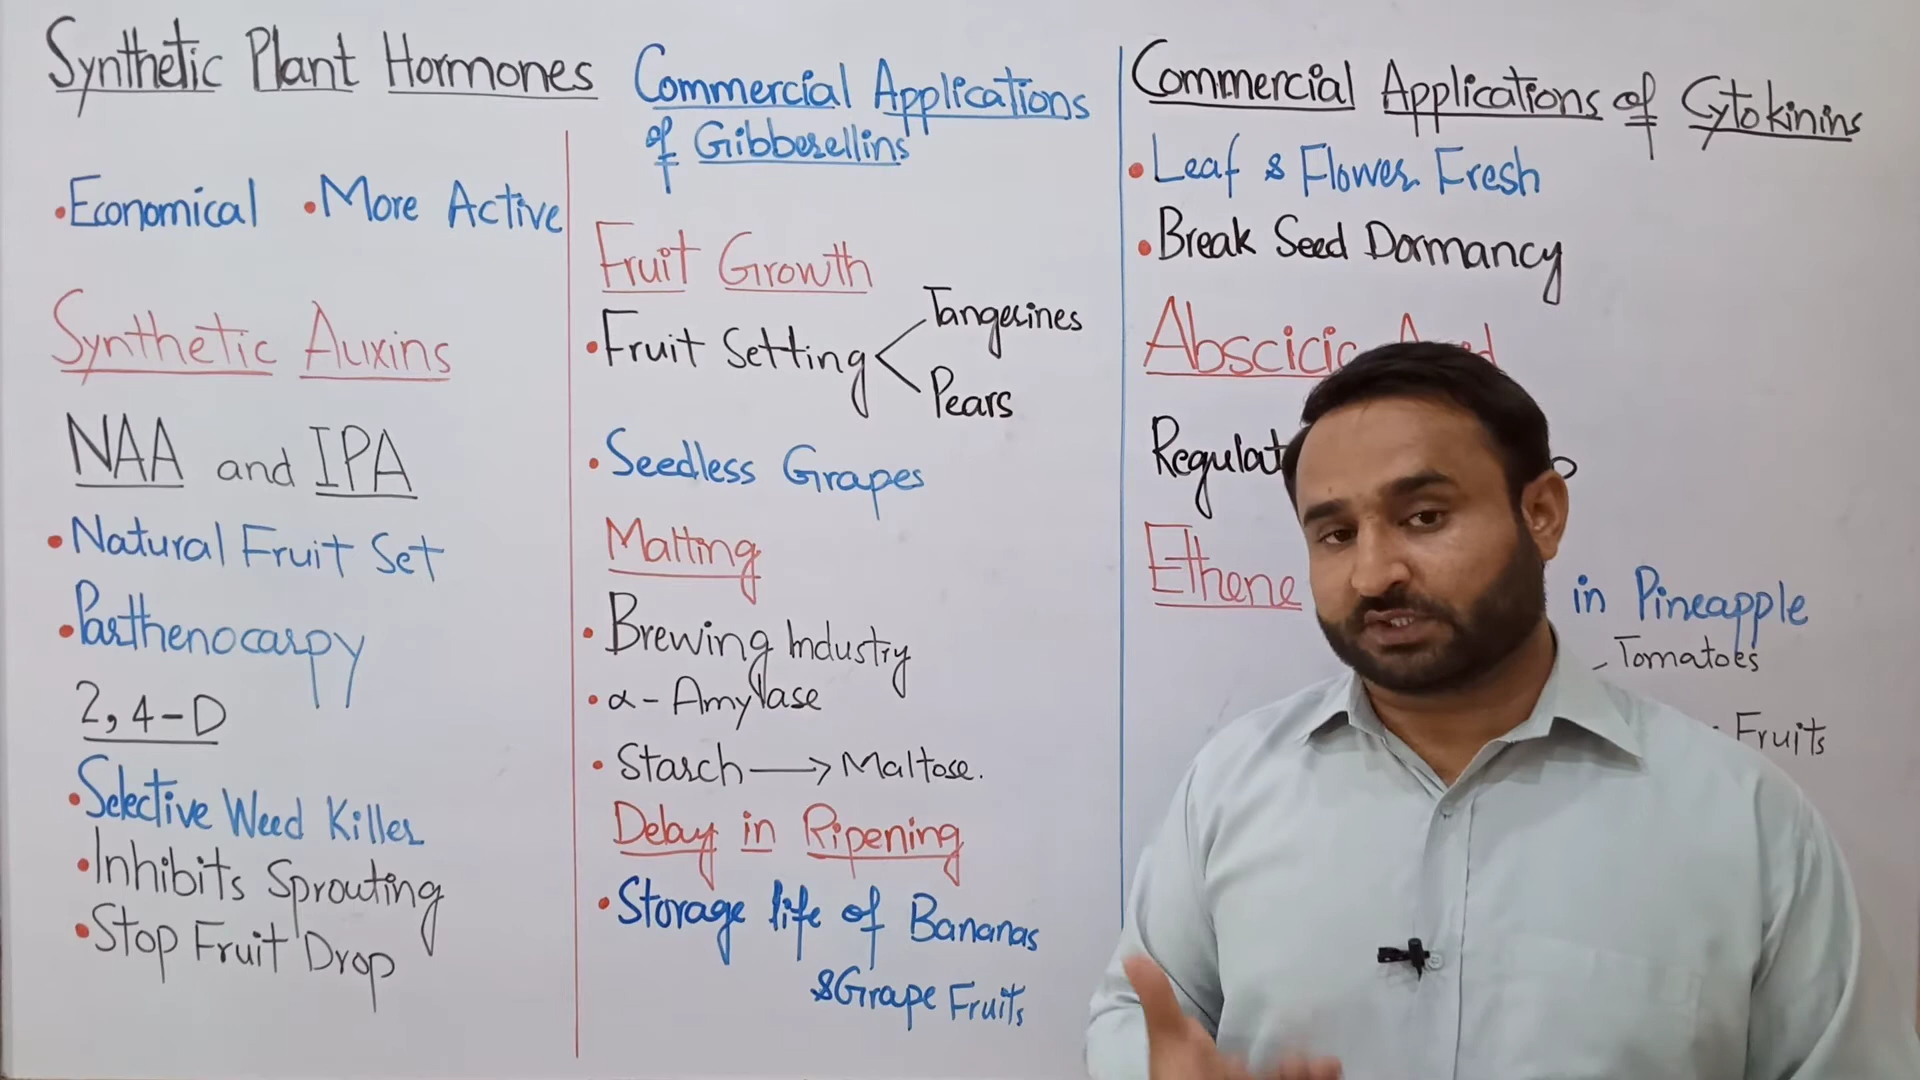 Synthetic Plant Hormones
• Economical • More Active
Synthetic Auxins
NAA and IPA
• Natural Fruit Set
• Parthenocarpy
2,4-D
• Selective Weed Killer
• Inhibits Sprouting
• Stop Fruit Drop
Commercial Applications
of Gibberellins
Fruit Growth
• Fruit Setting
Tangerines
Pears
• Seedless Grapes
Malting
• Brewing Industry
• α-Amylase
• Starch → Maltose.
Delay in Ripening
• Storage life of Bananas
& Grape Fruits
Commercial Applications of Cytokinins
• Leaf & Flower Fresh
• Break Seed Dormancy
Abscicic
Ethene
in Pineapple
- Tomatoes
Fruits